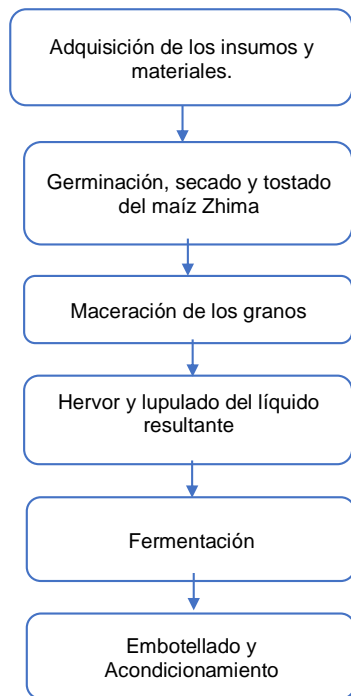 Adquisición de los insumos y
materiales.
Germinación, secado y tostado
del maíz Zhima
Maceración de los granos
Hervor y lupulado del líquido
resultante
Fermentación
Embotellado y
Acondicionamiento